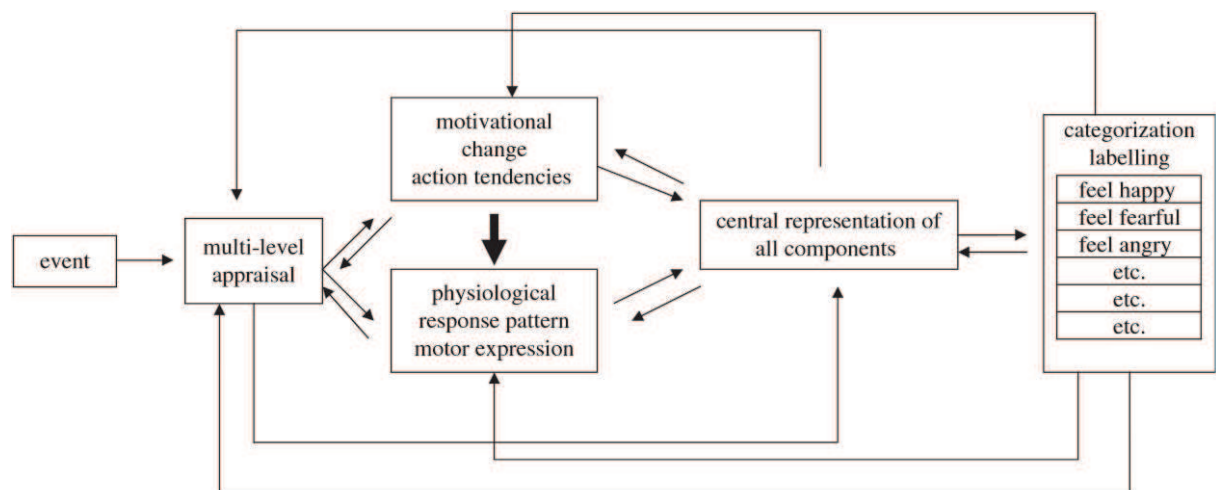 event
multi-level
appraisal
motivational
change
action tendencies
physiological
response pattern
motor expression
central representation of
all components
categorization
labelling
feel happy
feel fearful
feel angry
etc.
etc.
etc.